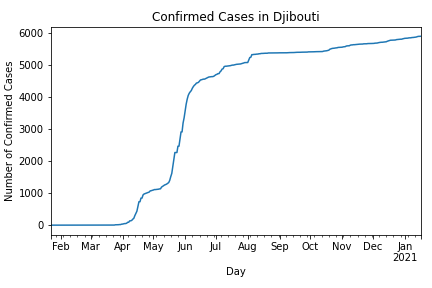 Confirmed Cases in Djibouti
Number of Confirmed Cases
6000
5000
4000
3000
2000
1000
0
Feb Mar Apr May Jun Jul Aug Sep Oct Nov Dec Jan
2021
Day